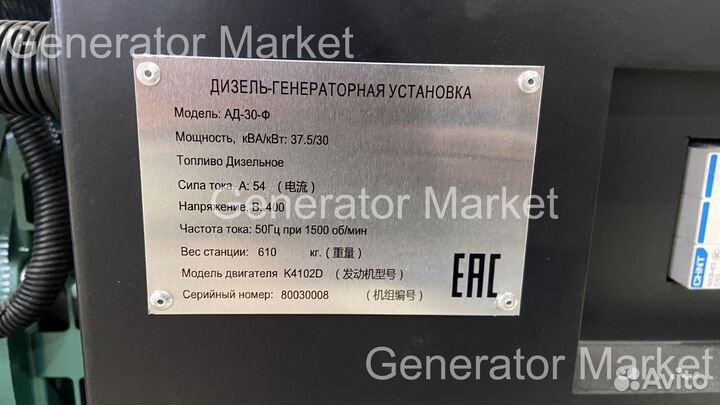 Generator Market
ДИЗЕЛЬ-ГЕНЕРАТОРНАЯ УСТАНОВКА
Модель: АД-30-Ф
Мощность, кВА/кВт: 37.5/30
Топливо Дизельное
Сила тока, А: 54 (电流)
Напряжение, В: 400
Generator Market
Частота тока: 50Гц при 1500 об/мин
Вес станции: 610 кг. (重量)
Модель двигателя K4102D (发动机型号)
Серийный номер: 80030008 (机组编号)
EAC
CHNT
Generator Market
Avito